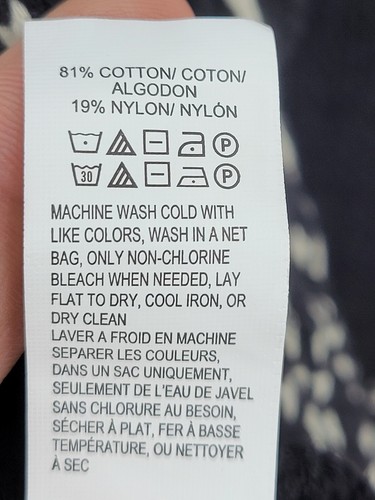 81% COTTON/ COTON/
ALGODON
19% NYLON/ NYLÓN
P
30 P
MACHINE WASH COLD WITH
LIKE COLORS, WASH IN A NET
BAG, ONLY NON-CHLORINE
BLEACH WHEN NEEDED, LAY
FLAT TO DRY, COOL IRON, OR
DRY CLEAN
LAVER A FROID EN MACHINE
SEPARER LES COULEURS,
DANS UN SAC UNIQUEMENT,
SEULEMENT DE L'EAU DE JAVEL
SANS CHLORURE AU BESOIN,
SÉCHER À PLAT, FER À BASSE
TEMPÉRATURE, OU NETTOYER
À SEC